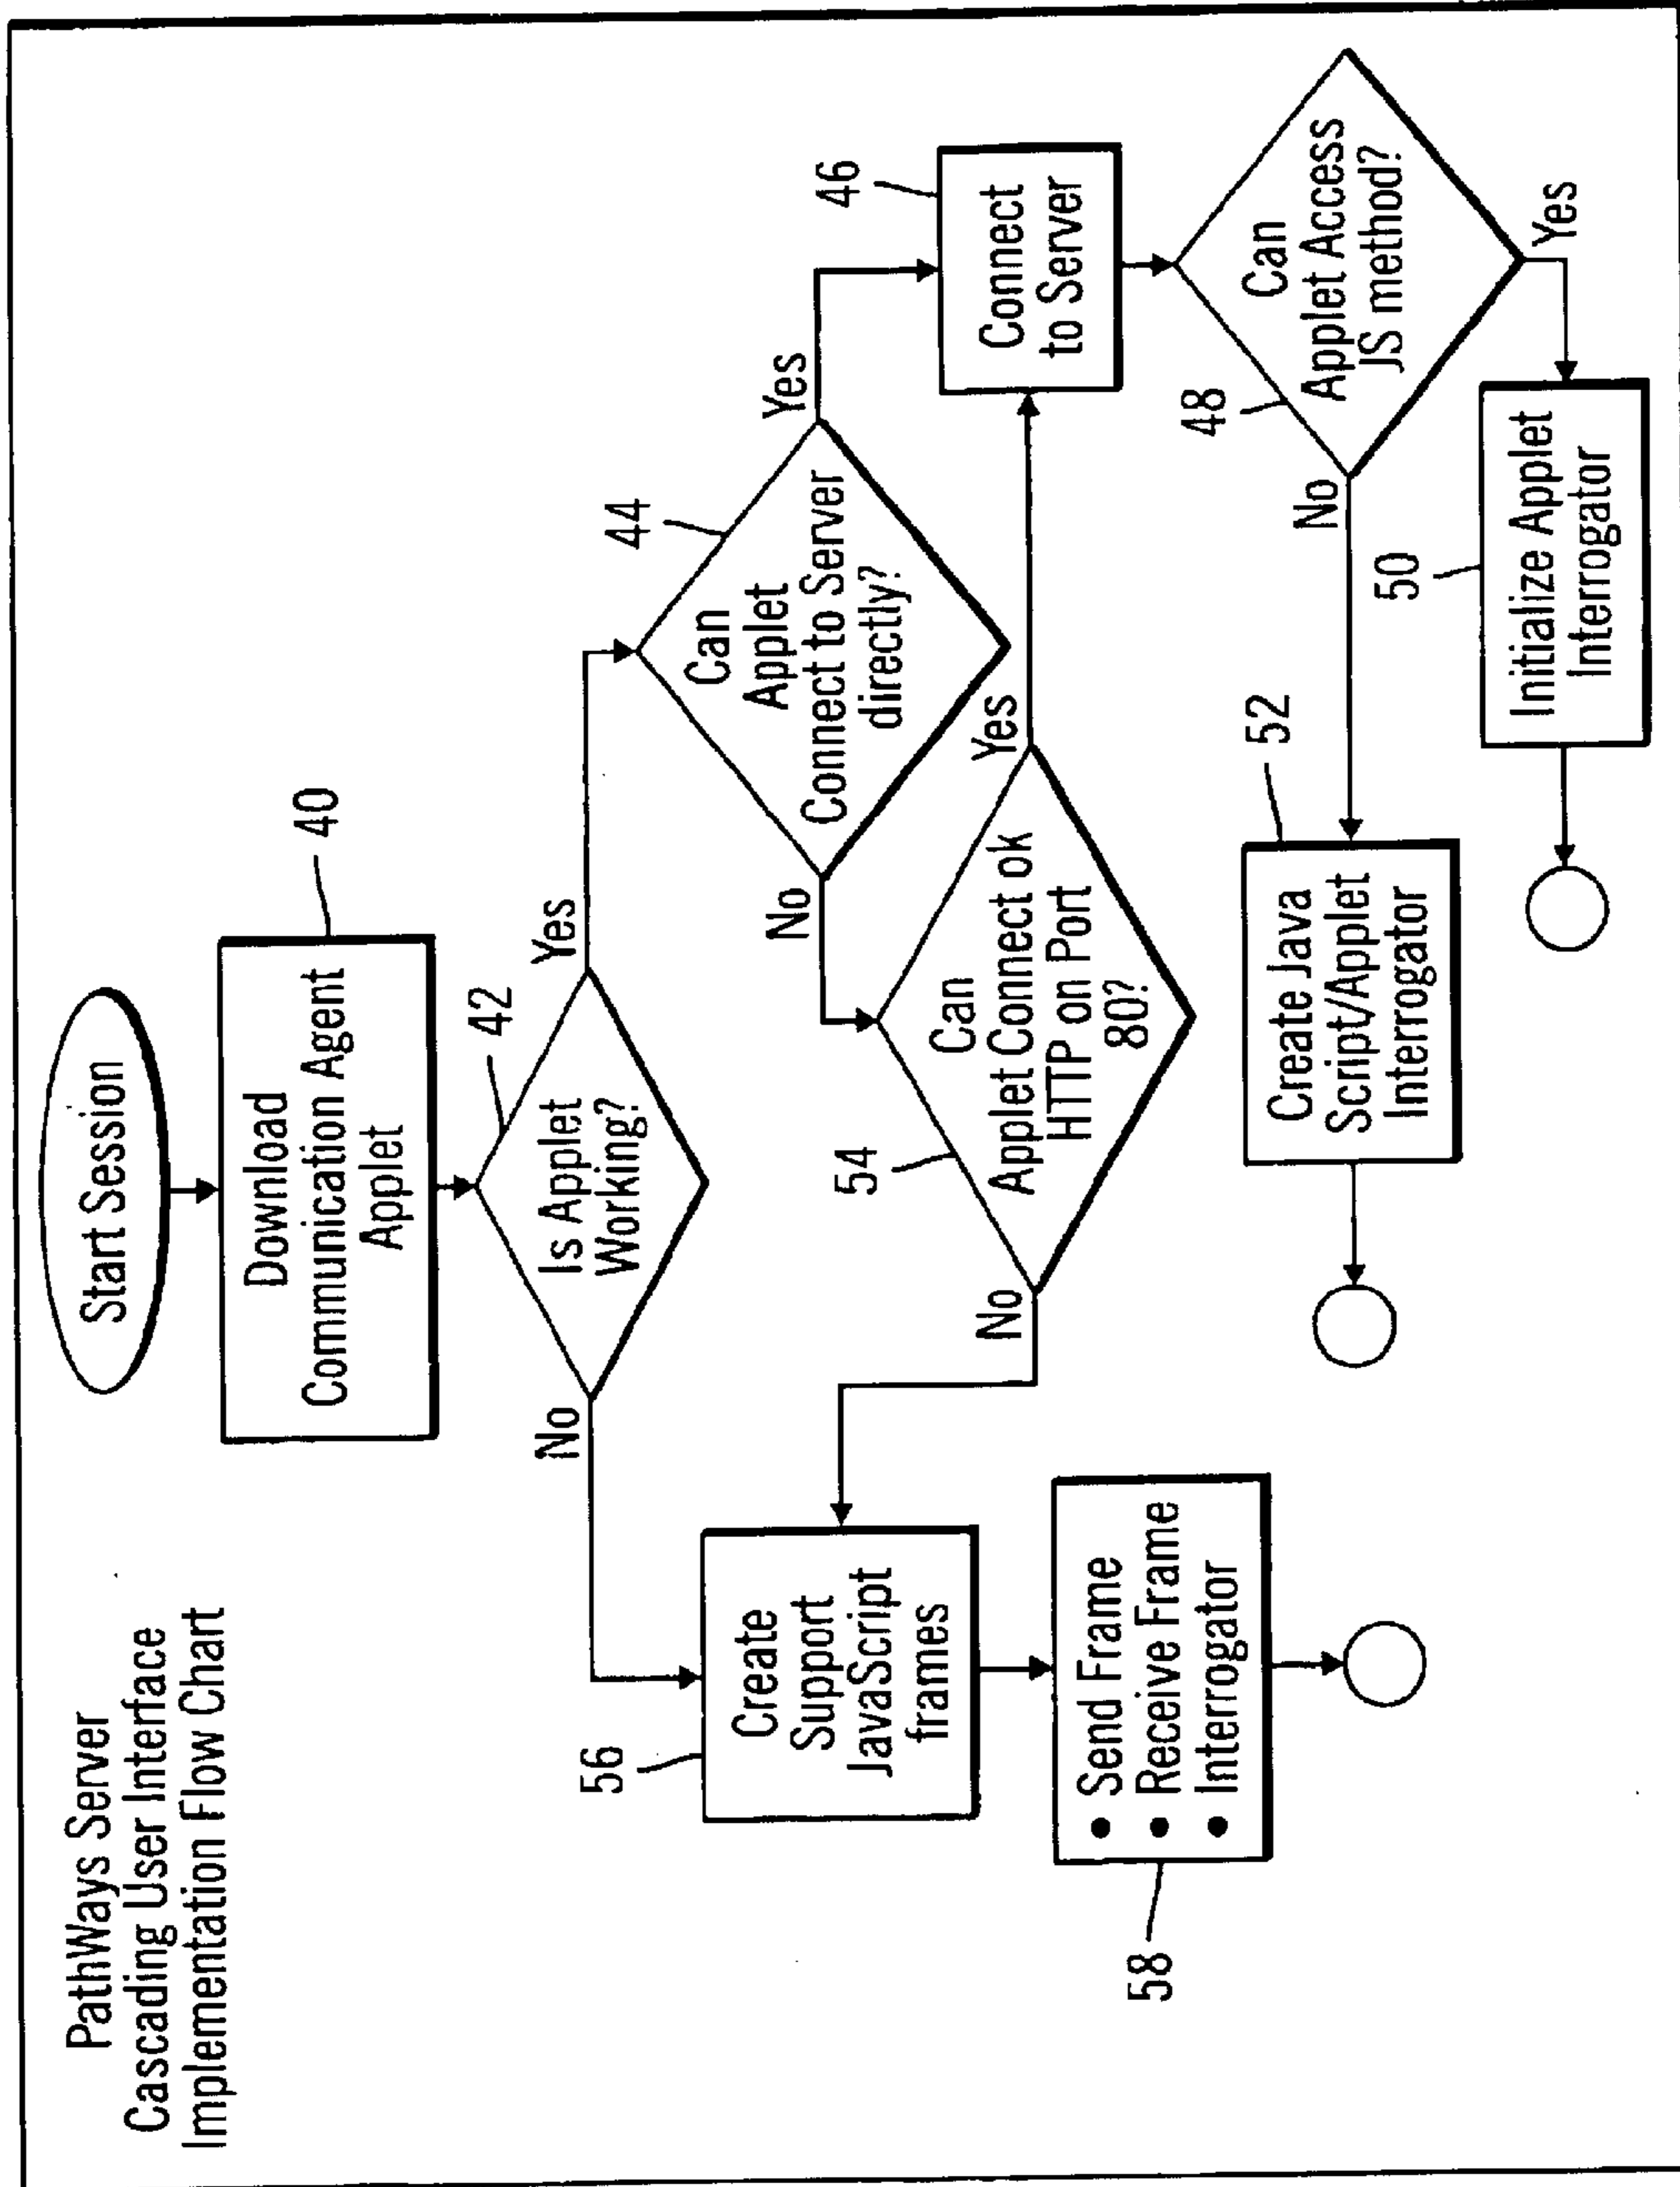 PathWays Server
Cascading User Interface
Implementation Flow Chart
Start Session
Download
Communication Agent
Applet
40
Is Applet
Working?
42
No
Yes
Can
Applet
Connect to Server
directly?
44
No
Yes
Can
Applet Connect ok
HTTP on Port
80?
54
No
Yes
Connect
to Server
46
Create
Support
JavaScript
frames
56
• Send Frame
• Receive Frame
• Interrogator
58
Can
Applet Access
JS method?
48
No
Yes
Create Java
Script/Applet
Interrogator
52
Initialize Applet
Interrogator
50